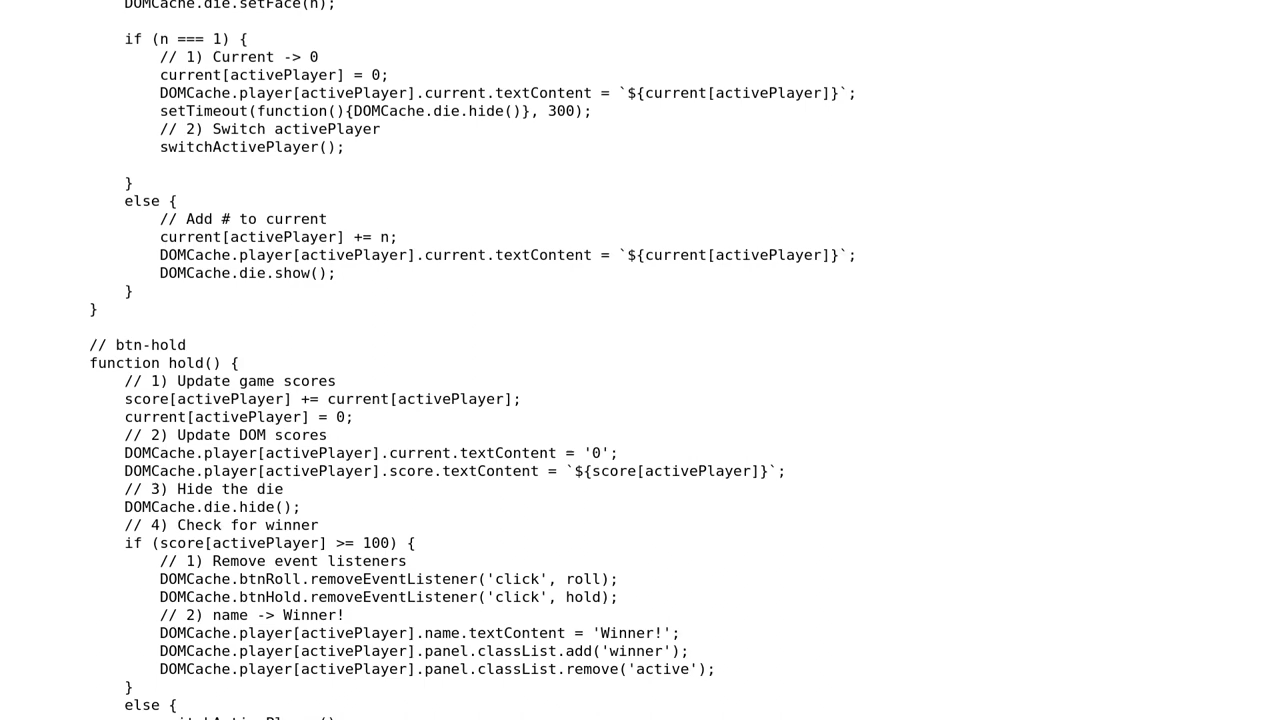 DOMCache.die.setFace(n);
if (n === 1) {
// 1) Current -> 0
current[activePlayer] = 0;
DOMCache.player[activePlayer].current.textContent = `${current[activePlayer]}`;
setTimeout(function(){DOMCache.die.hide()}, 300);
// 2) Switch activePlayer
switchActivePlayer();
}
else {
// Add # to current
current[activePlayer] += n;
DOMCache.player[activePlayer].current.textContent = `${current[activePlayer]}`;
DOMCache.die.show();
}
}
// btn-hold
function hold() {
// 1) Update game scores
score[activePlayer] += current[activePlayer];
current[activePlayer] = 0;
// 2) Update DOM scores
DOMCache.player[activePlayer].current.textContent = '0';
DOMCache.player[activePlayer].score.textContent = `${score[activePlayer]}`;
// 3) Hide the die
DOMCache.die.hide();
// 4) Check for winner
if (score[activePlayer] >= 100) {
// 1) Remove event listeners
DOMCache.btnRoll.removeEventListener('click', roll);
DOMCache.btnHold.removeEventListener('click', hold);
// 2) name -> Winner!
DOMCache.player[activePlayer].name.textContent = 'Winner!';
DOMCache.player[activePlayer].panel.classList.add('winner');
DOMCache.player[activePlayer].panel.classList.remove('active');
}
else {